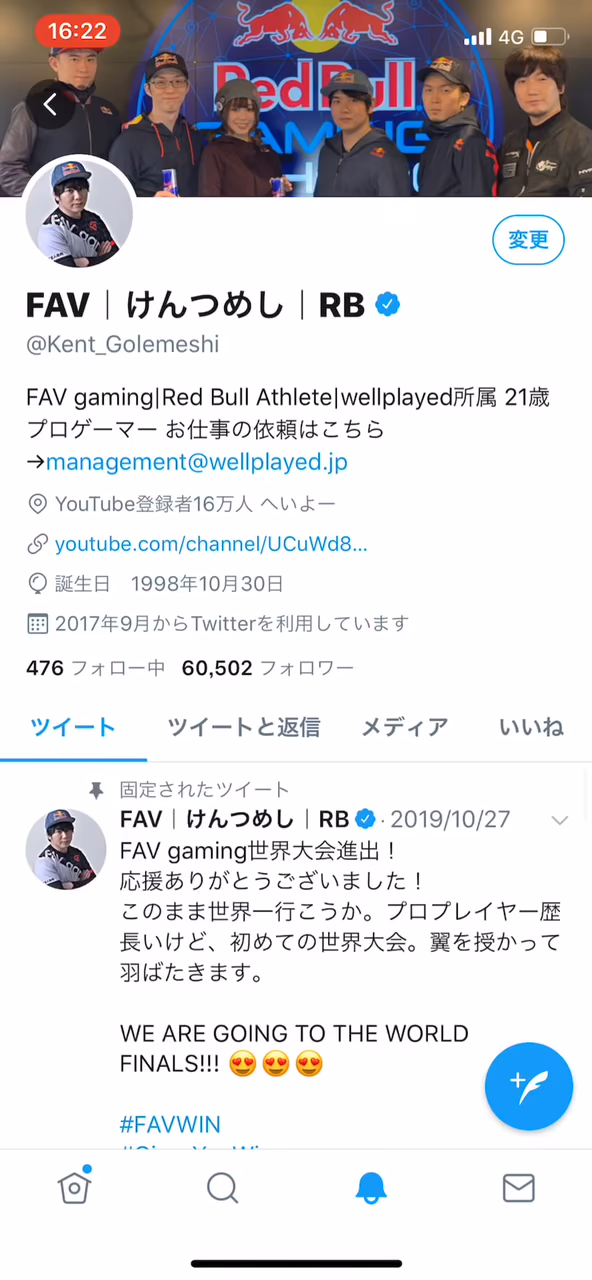 16:22
4G
Red Bull
GAMING
変更
FAV｜けんつめし｜RB
@Kent_Golemeshi
FAV gaming|Red Bull Athlete|wellplayed所属 21歳
プロゲーマー お仕事の依頼はこちら
→management@wellplayed.jp
YouTube登録者16万人 へいよー
youtube.com/channel/UCuWd8...
誕生日　1998年10月30日
2017年9月からTwitterを利用しています
476 フォロー中 60,502 フォロワー
ツイート ツイートと返信 メディア いいね
固定されたツイート
FAV｜けんつめし｜RB · 2019/10/27
FAV gaming世界大会進出！
応援ありがとうございました！
このまま世界一行こうか。プロプレイヤー歴
長いけど、初めての世界大会。翼を授かって
羽ばたきます。
WE ARE GOING TO THE WORLD
FINALS!!! 😍😍😍
#FAVWIN